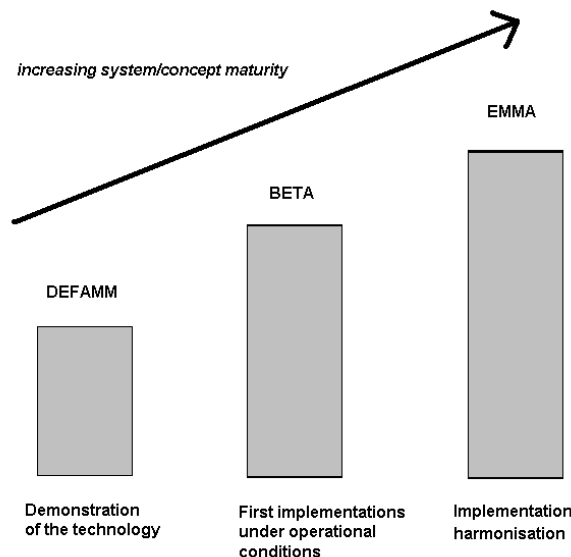 increasing system/concept maturity
EMMA
BETA
DEFAMM
Demonstration
of the technology
First implementations
under operational
conditions
Implementation
harmonisation